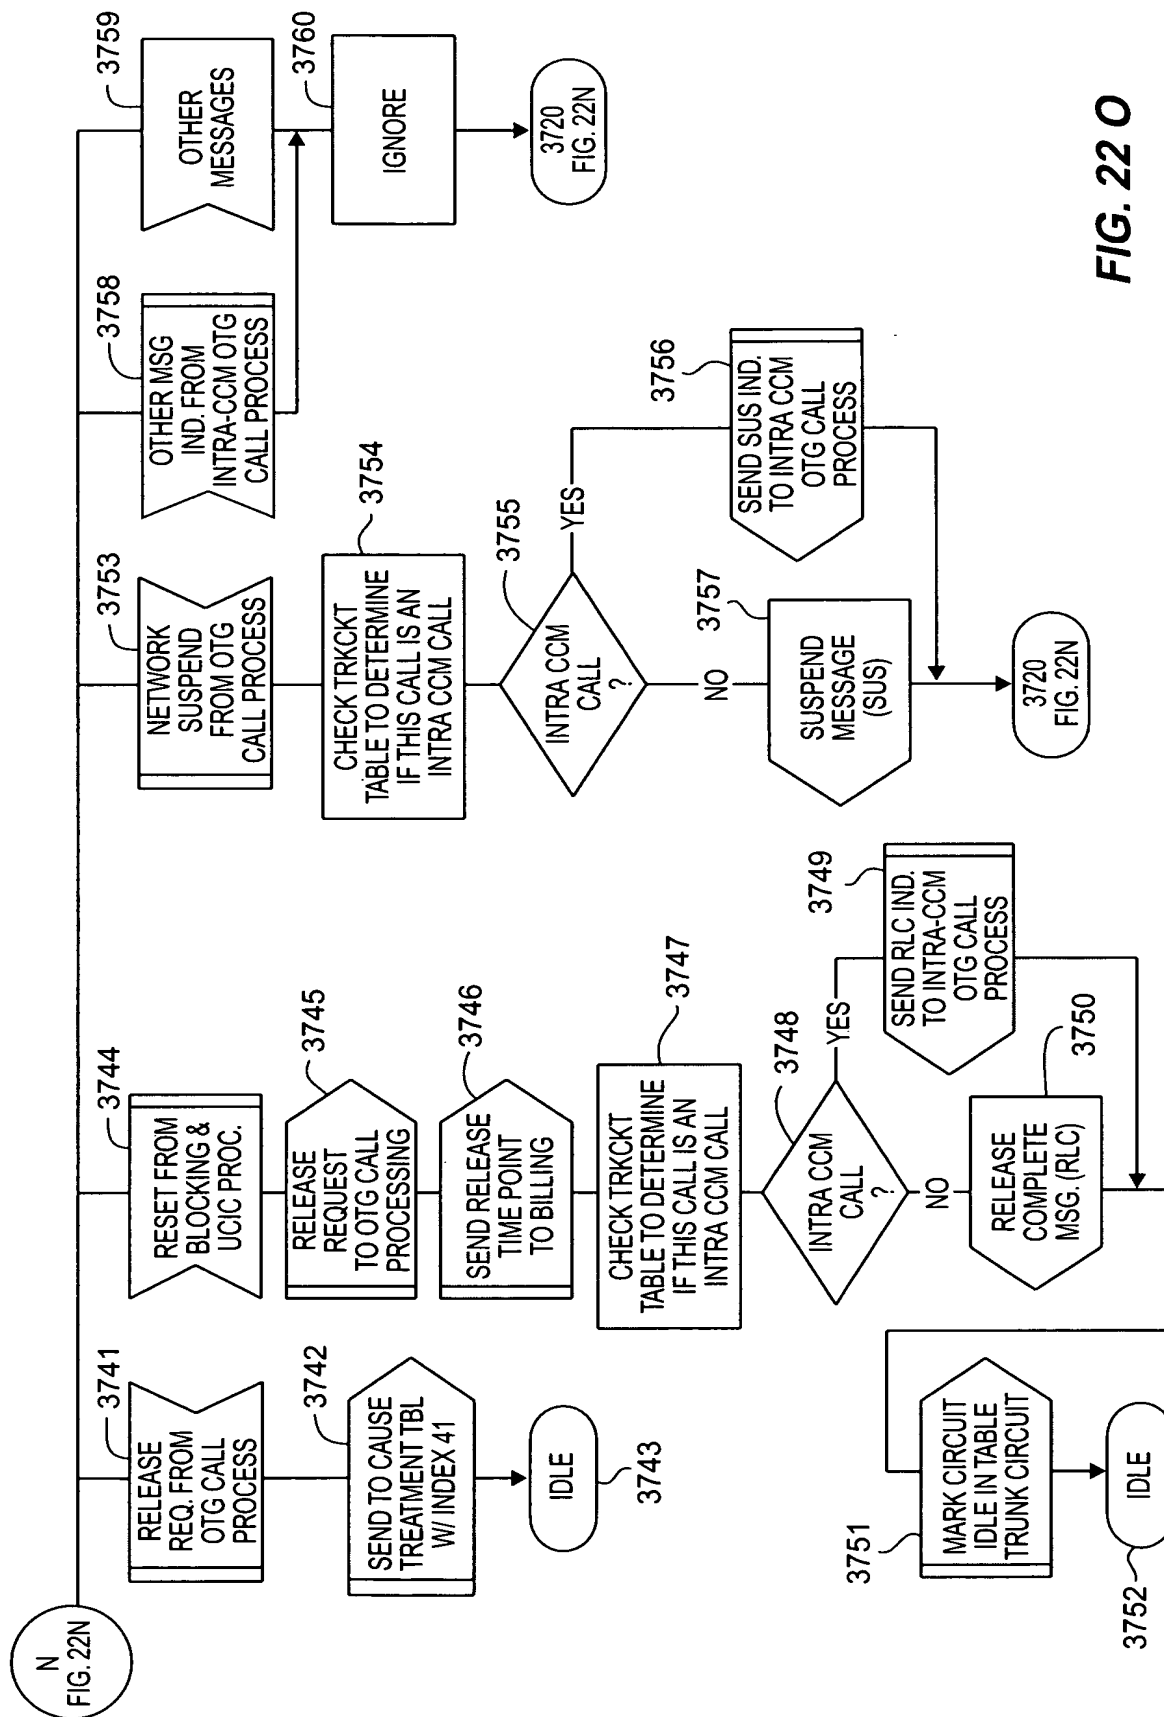 N
FIG. 22N
3741
RELEASE
REQ. FROM
OTG CALL
PROCESS
3742
SEND TO CAUSE
TREATMENT TBL
W/ INDEX 41
IDLE
3743
3744
RESET FROM
BLOCKING &
UCIC PROC.
3745
RELEASE
REQUEST
TO OTG CALL
PROCESSING
3746
SEND RELEASE
TIME POINT
TO BILLING
3747
CHECK TRKCKT
TABLE TO DETERMINE
IF THIS CALL IS AN
INTRA CCM CALL
3748
INTRA CCM
CALL
?
YES
NO
3749
SEND RLC IND.
TO INTRA-CCM
OTG CALL
PROCESS
3750
RELEASE
COMPLETE
MSG. (RLC)
3751
MARK CIRCUIT
IDLE IN TABLE
TRUNK CIRCUIT
IDLE
3752
3753
NETWORK
SUSPEND
FROM OTG
CALL PROCESS
3754
CHECK TRKCKT
TABLE TO DETERMINE
IF THIS CALL IS AN
INTRA CCM CALL
3755
INTRA CCM
CALL
?
YES
NO
3756
SEND SUS IND.
TO INTRA CCM
OTG CALL
PROCESS
3757
SUSPEND
MESSAGE
(SUS)
3720
FIG. 22N
3758
OTHER MSG
IND. FROM
INTRA-CCM OTG
CALL PROCESS
3759
OTHER
MESSAGES
3760
IGNORE
3720
FIG. 22N
FIG. 22 O